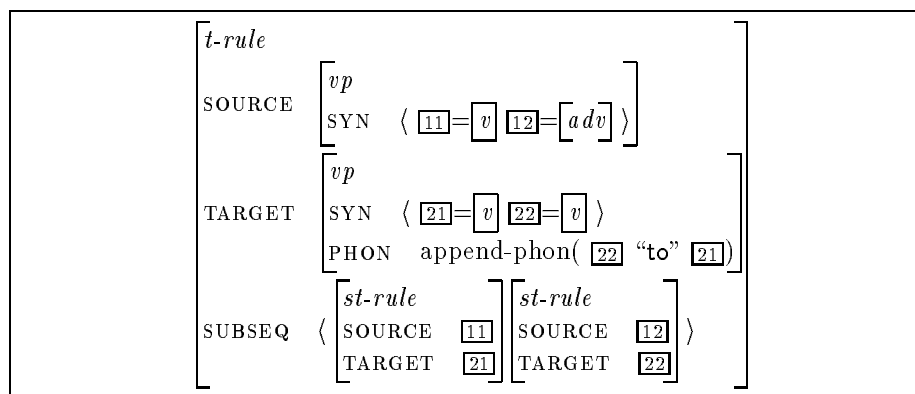 t-rule
vp
SOURCE
SYN ⟨ 11 = v 12 = adv ⟩
vp
TARGET SYN ⟨ 21 = v 22 = v ⟩
PHON append-phon( 22 “to” 21 )
st-rule st-rule
SUBSEQ ⟨ SOURCE 11 SOURCE 12 ⟩
TARGET 21 TARGET 22